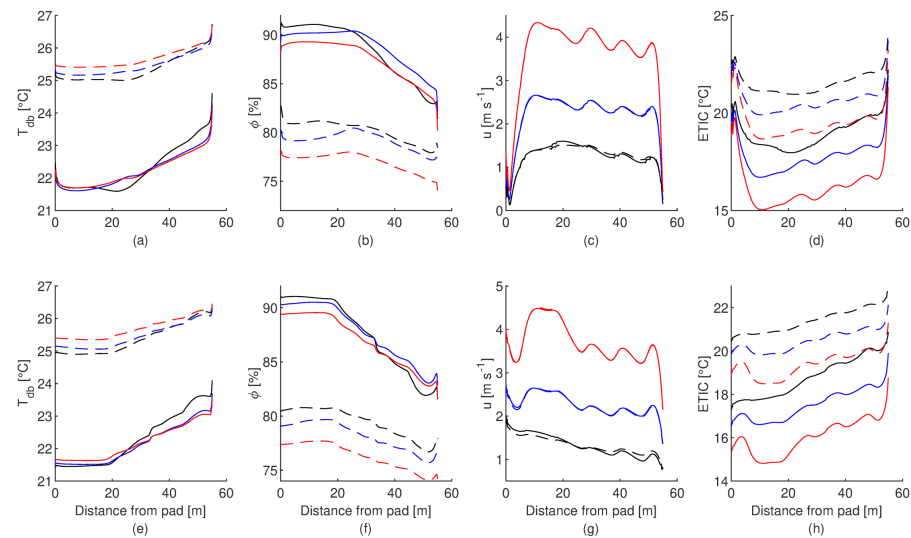 27
26
25
24
23
22
21
T_db [°C]
0 20 40 60
(a)
90
85
80
75
ϕ [%]
0 20 40 60
(b)
4
3
2
1
0
u [m s⁻¹]
0 20 40 60
(c)
25
20
15
ETIC [°C]
0 20 40 60
(d)
27
26
25
24
23
22
21
T_db [°C]
0 20 40 60
Distance from pad [m]
(e)
90
85
80
75
ϕ [%]
0 20 40 60
Distance from pad [m]
(f)
5
4
3
2
1
u [m s⁻¹]
0 20 40 60
Distance from pad [m]
(g)
22
20
18
16
14
ETIC [°C]
0 20 40 60
Distance from pad [m]
(h)